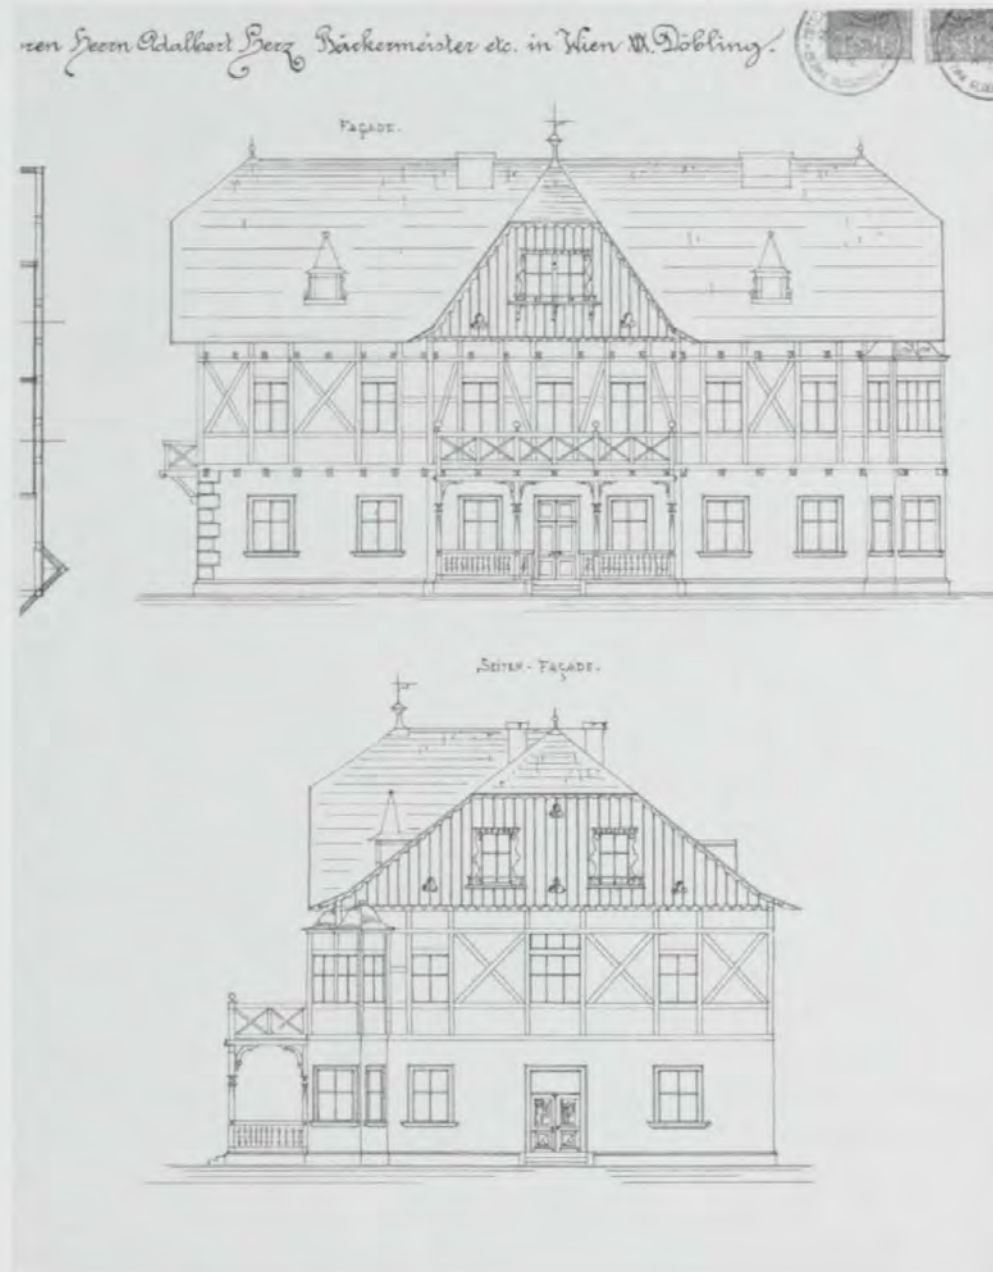 ren Herrn Adalbert Herz Bäckermeister etc. in Wien XIX. Döbling.
FAÇADE.
SEITEN - FAÇADE.